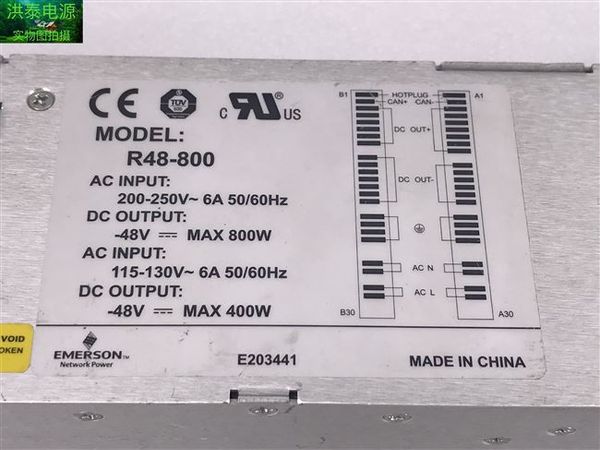 洪泰电源
实物图拍摄
CE
TUV
c RU US
MODEL:
R48-800
AC INPUT:
200-250V~ 6A 50/60Hz
DC OUTPUT:
-48V ⎓ MAX 800W
AC INPUT:
115-130V~ 6A 50/60Hz
DC OUTPUT:
-48V ⎓ MAX 400W
B1 HOTPLUG A1
CAN+ CAN-
DC OUT+
DC OUT-
AC N
AC L
B30 A30
VOID
OKEN
EMERSON™
Network Power
E203441
MADE IN CHINA